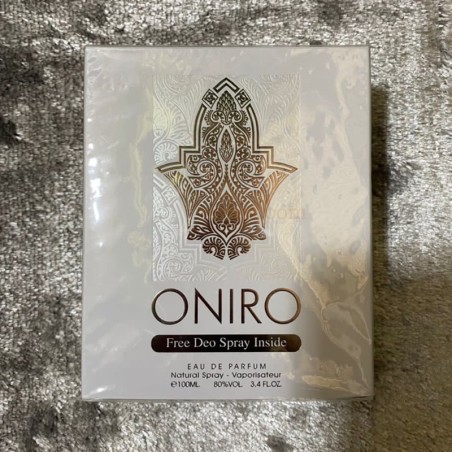 ONIRO
Free Deo Spray Inside
EAU DE PARFUM
Natural Spray - Vaporisateur
℮100ML. 80%VOL. 3.4 FL.OZ.